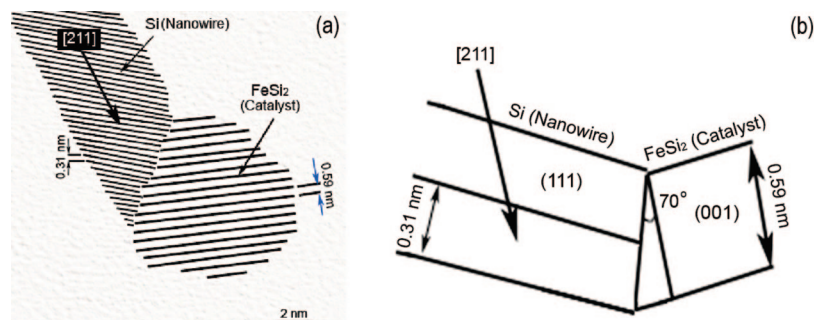 (a)
Si (Nanowire)
[211]
FeSi₂
(Catalyst)
0.31 nm
0.59 nm
2 nm
(b)
[211]
Si (Nanowire)
FeSi₂ (Catalyst)
(111)
70°
(001)
0.31 nm
0.59 nm